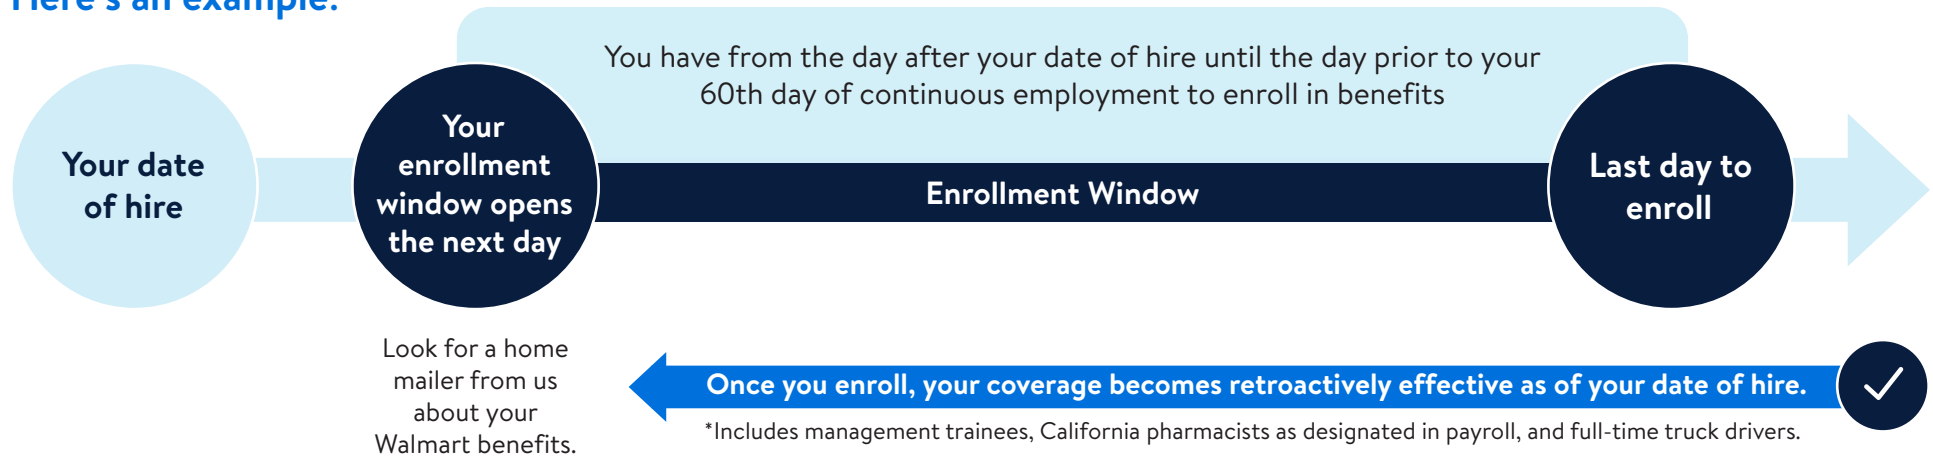 Here's an example:
You have from the day after your date of hire until the day prior to your
60th day of continuous employment to enroll in benefits
Your date
of hire
Your
enrollment
window opens
the next day
Enrollment Window
Last day to
enroll
Look for a home
mailer from us
about your
Walmart benefits.
Once you enroll, your coverage becomes retroactively effective as of your date of hire.
*Includes management trainees, California pharmacists as designated in payroll, and full-time truck drivers.